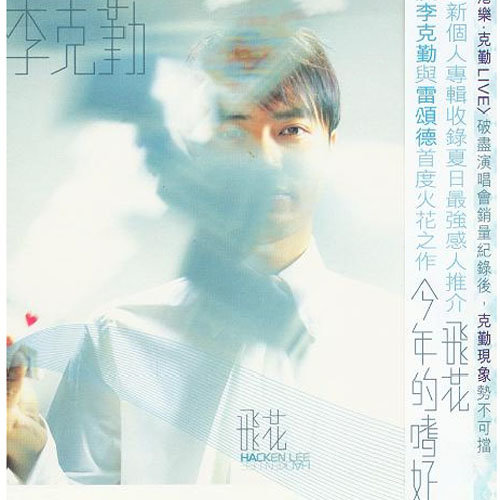 李克勤
樂·克勤LIVE〉破盡演唱會銷量紀錄後，克勤現象勢不可擋
新個人專輯收錄夏日最強感人推介 飛花
李克勤與雷頌德首度火花之作 今年的嗜好
飛花
HACKEN LEE